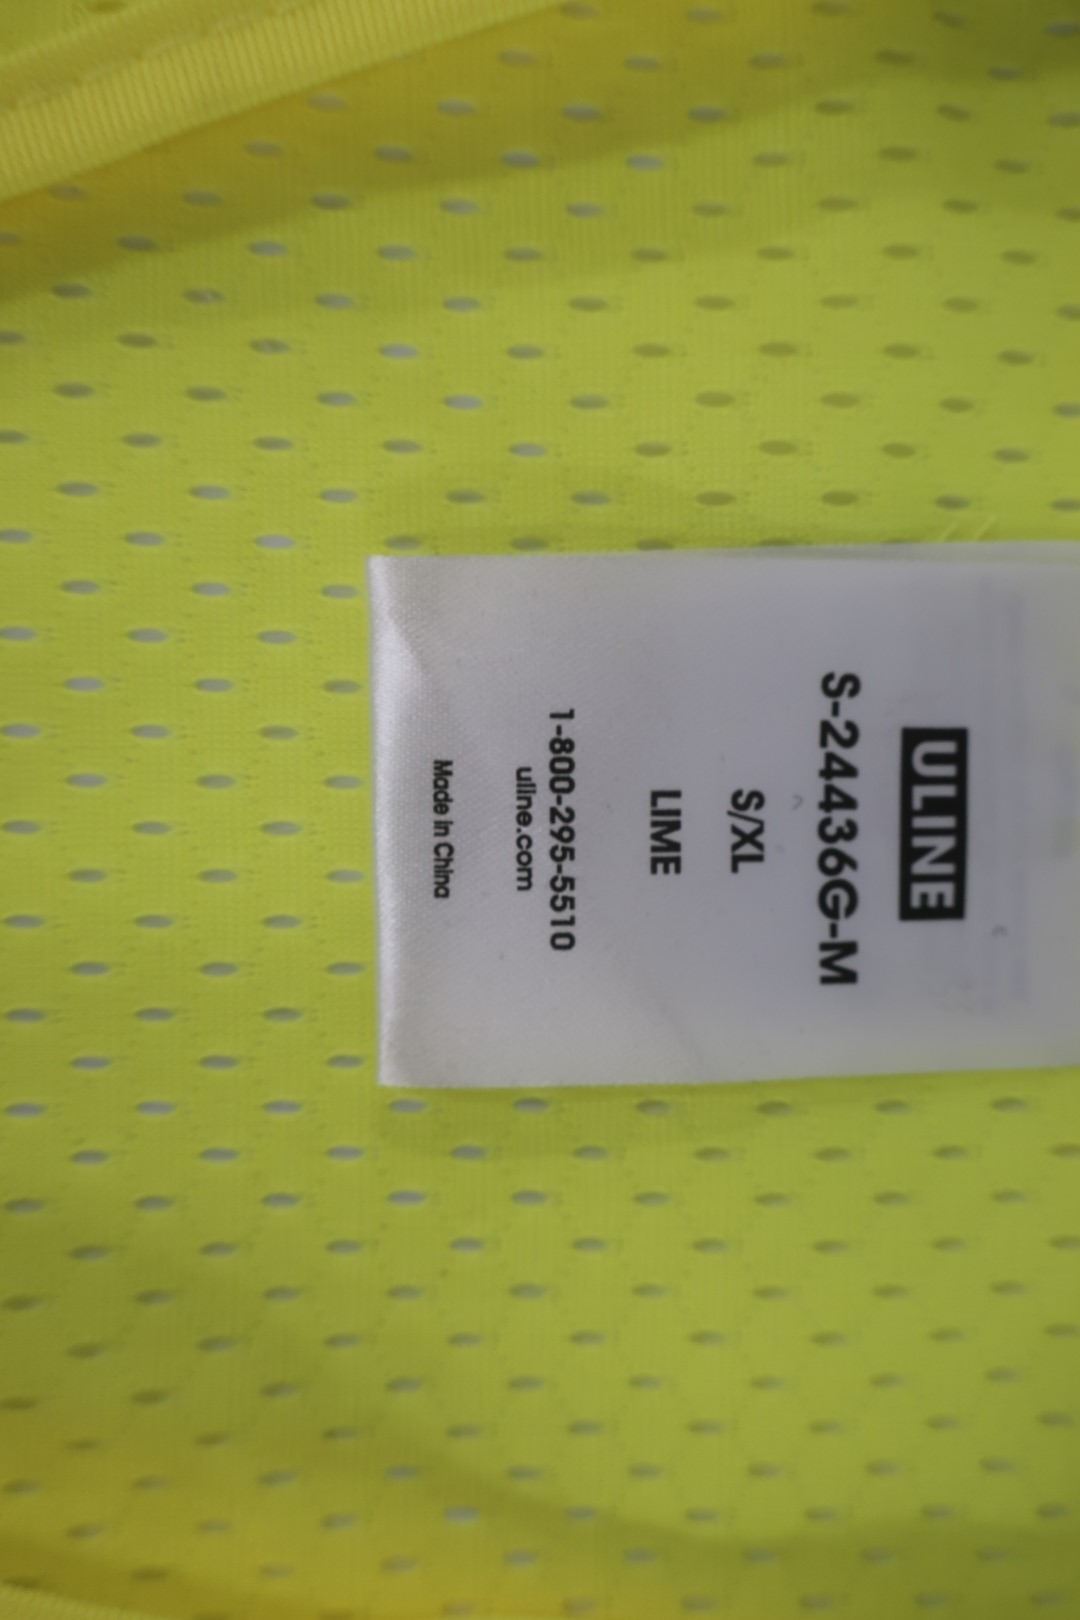 ULINE
S-24436G-M
S/XL
LIME
1-800-295-5510
uline.com
Made in China